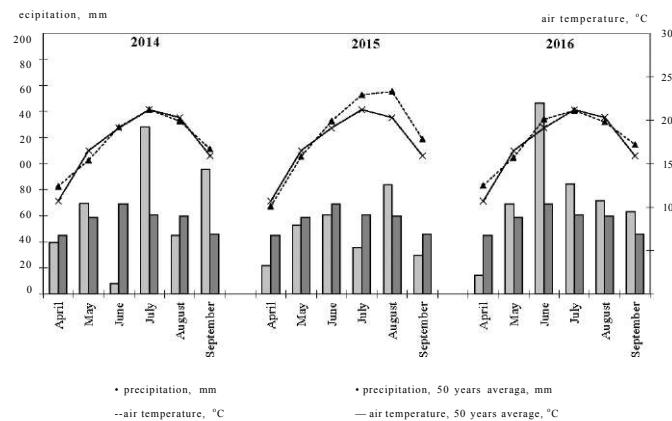 ecipitation, mm
air temperature, °C
2014 2015 2016
200
80
60
40
20
00
80
60
40
20
0
30
25
20
15
10
April May June July August September April May June July August September April May June July August September
• precipitation, mm • precipitation, 50 years averaga, mm
--air temperature, °C — air temperature, 50 years average, °C